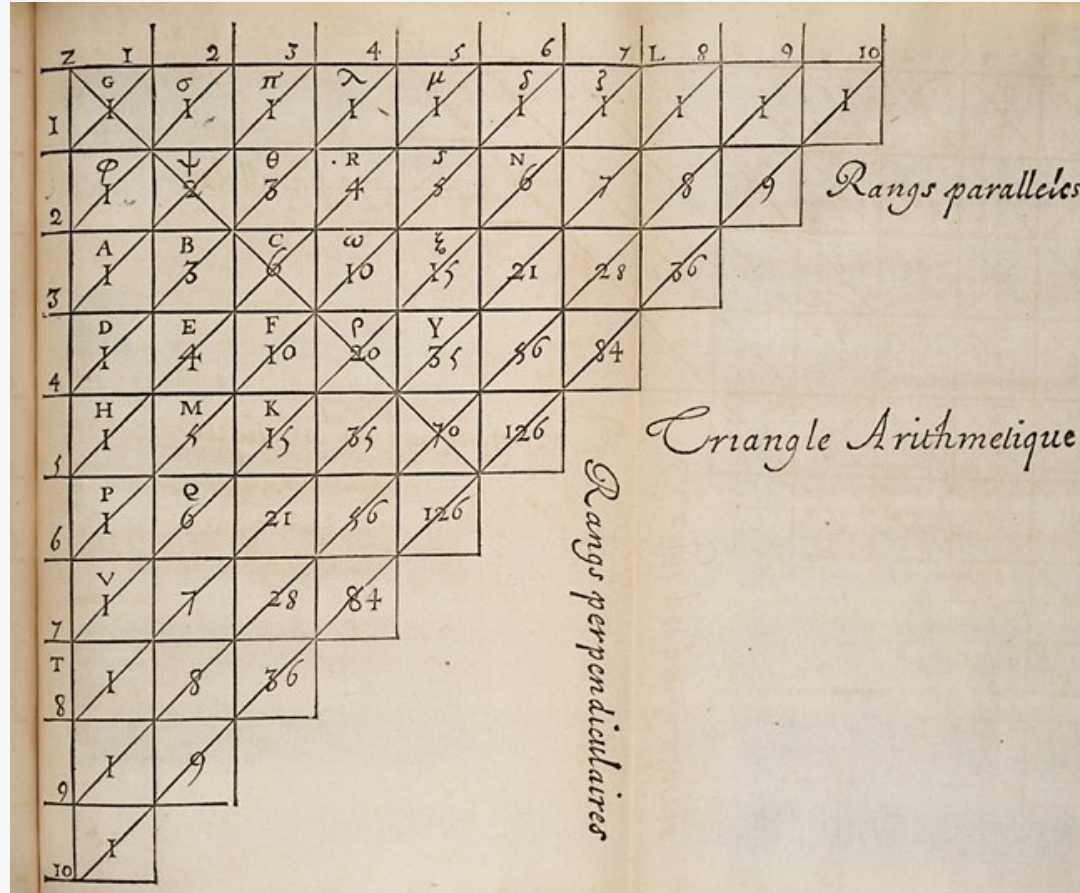 Z 1 2 3 4 5 6 7 L 8 9 10
G σ π λ μ δ ζ
1 1 1 1 1 1 1 1 1 1 1
φ ψ θ R S N
2 1 2 3 4 5 6 7 8 9
Rangs paralleles
A B C ω ξ
3 1 3 6 10 15 21 28 36
D E F ρ Y
4 1 4 10 20 35 56 84
H M K
5 1 5 15 35 70 126
Triangle Arithmetique
P Q
6 1 6 21 56 126
Rangs perpendiculaires
V
7 1 7 28 84
T
8 1 8 36
9 1 9
10 1